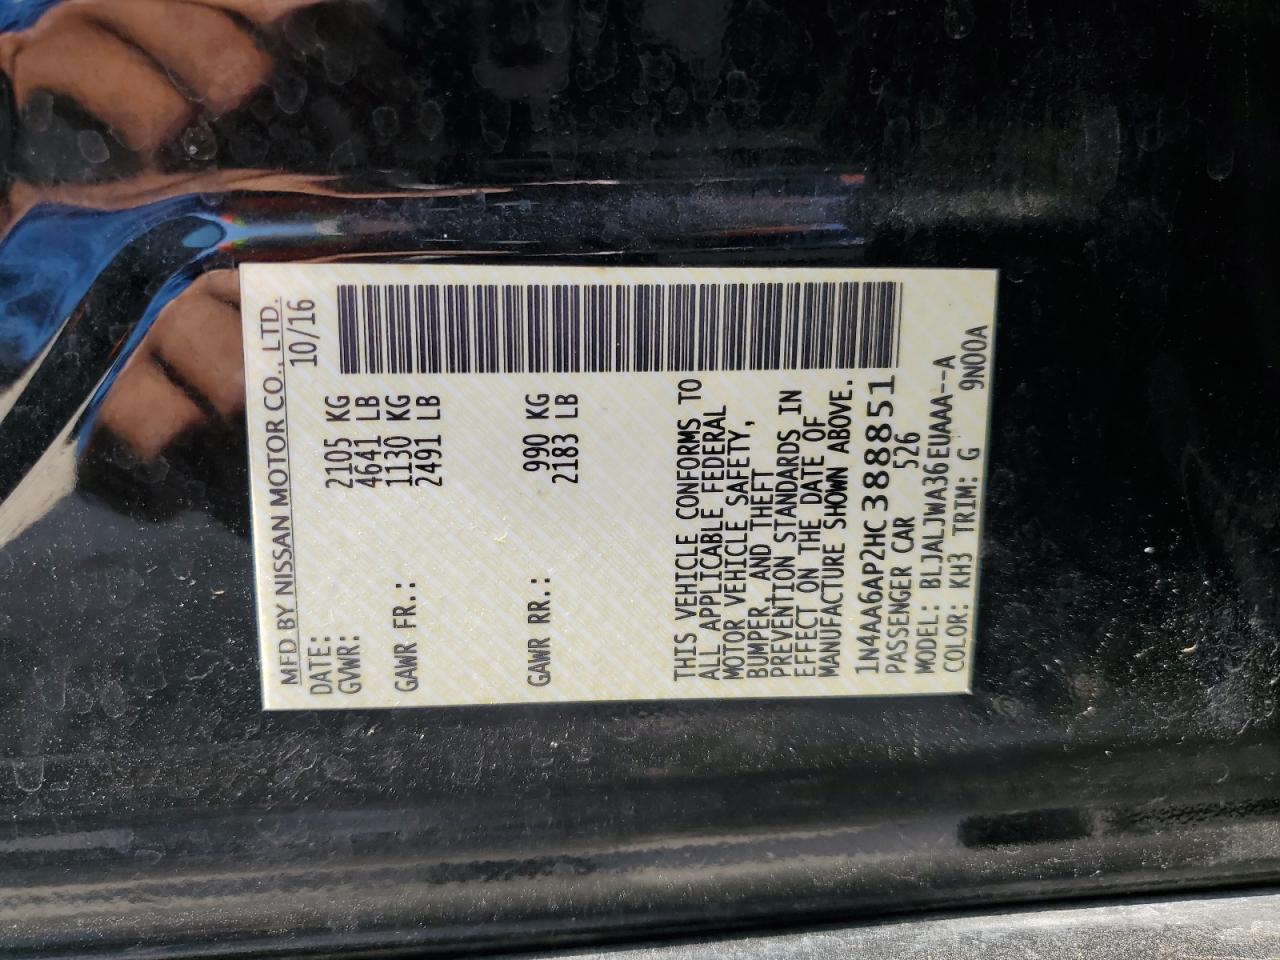 MFD BY NISSAN MOTOR CO., LTD.
DATE: 10/16
GVWR: 2105 KG
4641 LB
GAWR FR.: 1130 KG
2491 LB
GAWR RR.: 990 KG
2183 LB
THIS VEHICLE CONFORMS TO
ALL APPLICABLE FEDERAL
MOTOR VEHICLE SAFETY,
BUMPER, AND THEFT
PREVENTION STANDARDS IN
EFFECT ON THE DATE OF
MANUFACTURE SHOWN ABOVE.
1N4AA6AP2HC388851
PASSENGER CAR 526
MODEL: BLJALJWA36EUAAA--A
COLOR: KH3 TRIM: G 9N00A